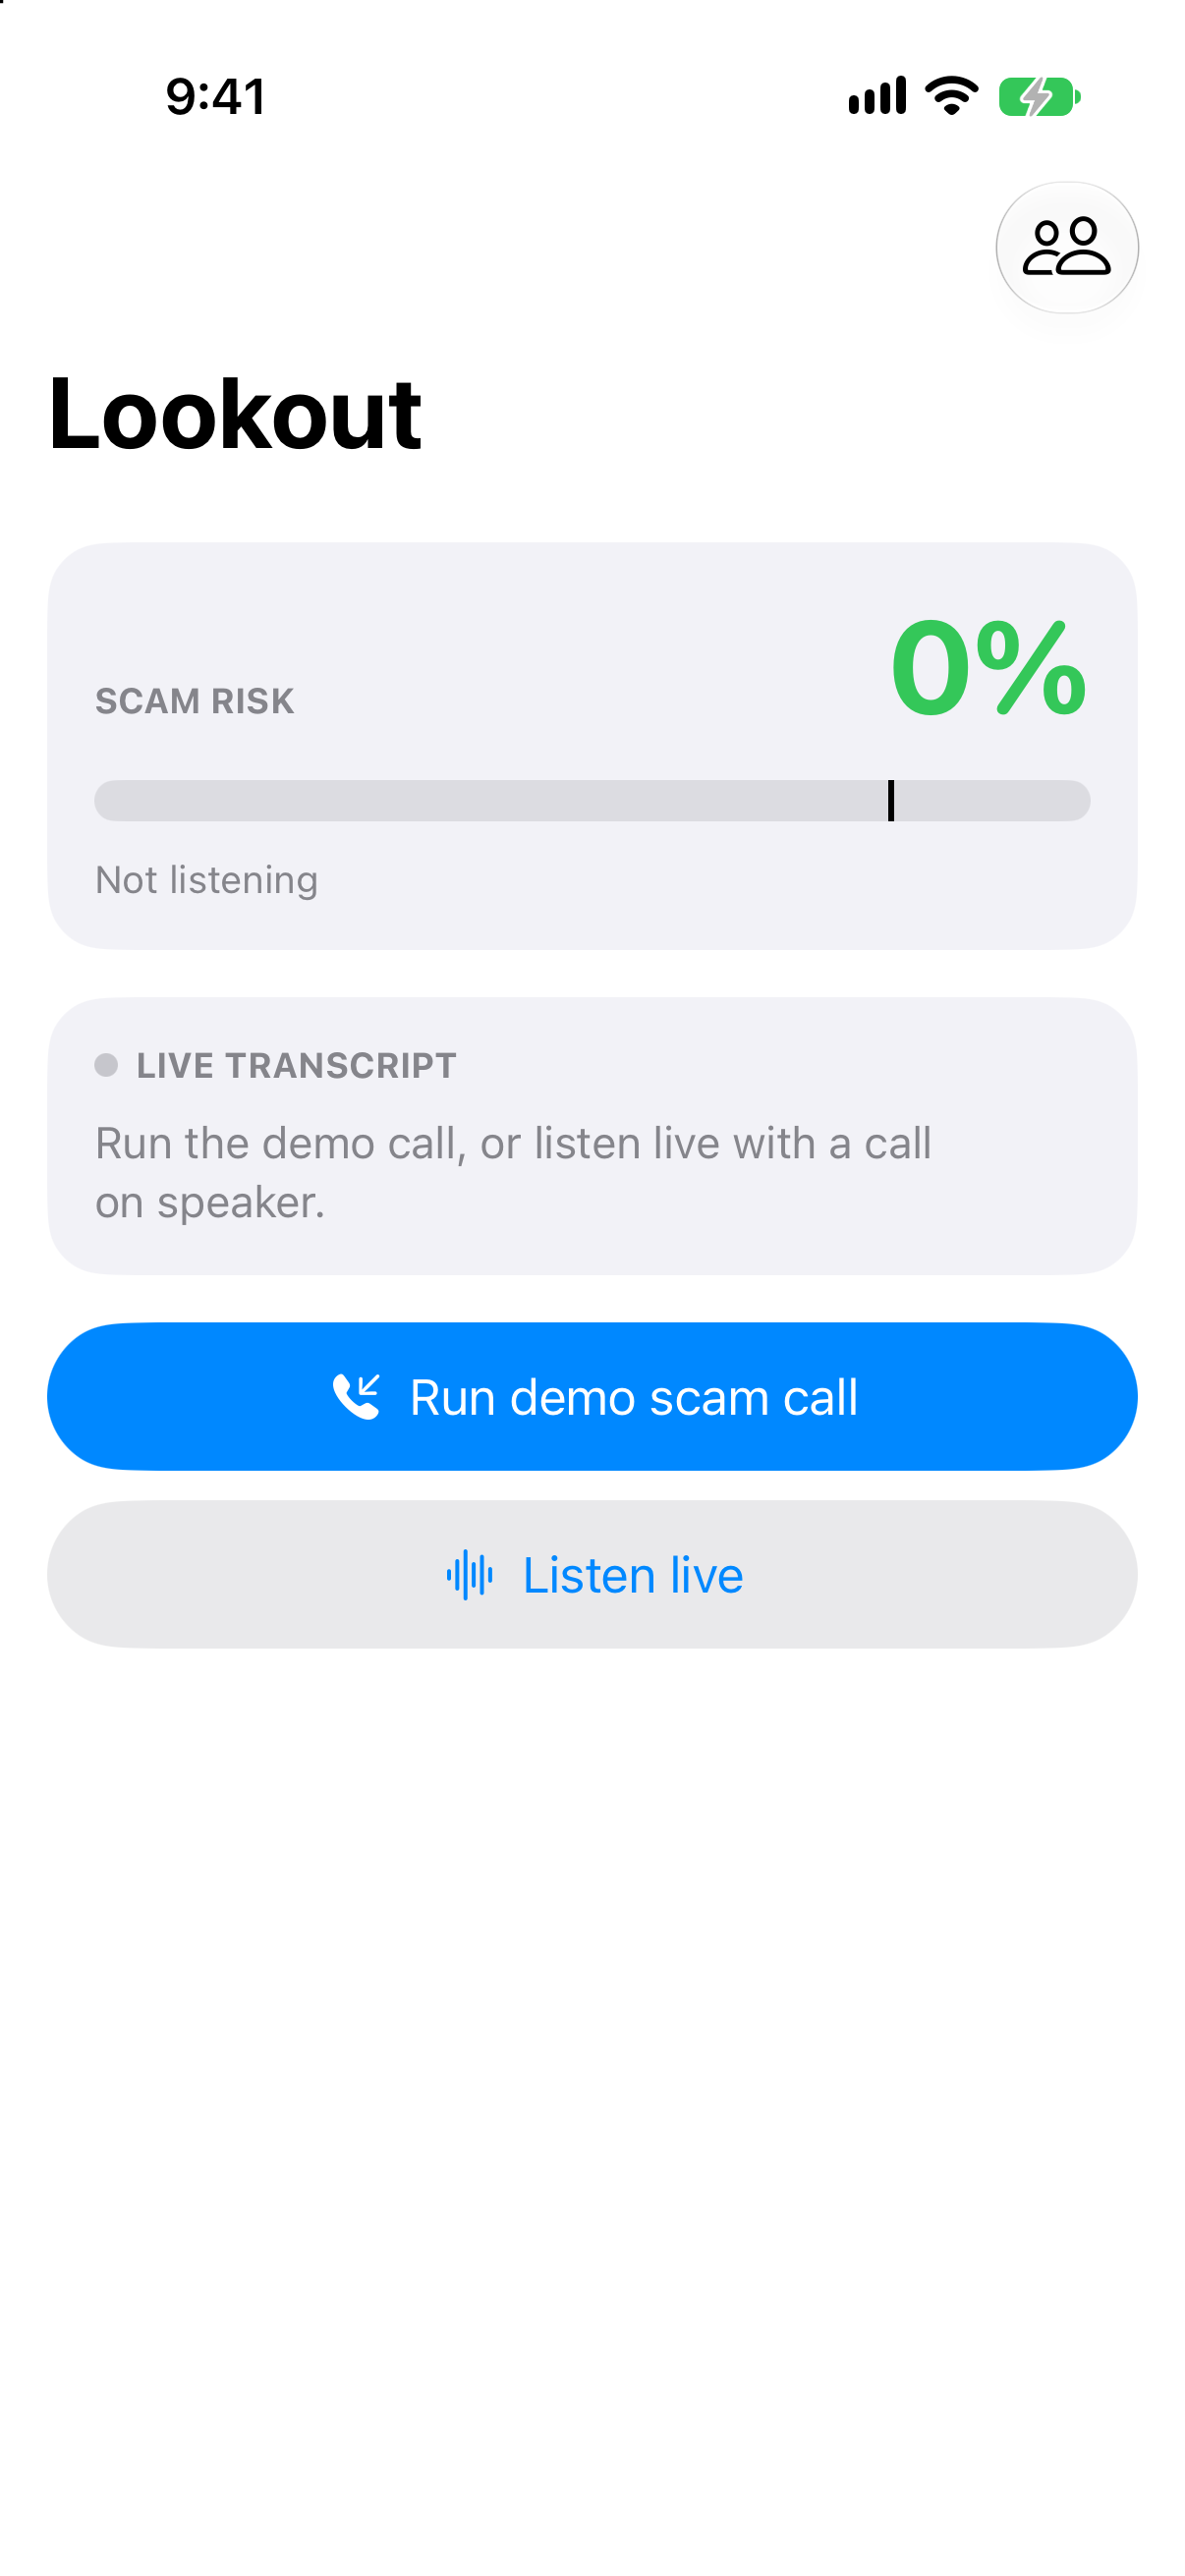 9:41
Lookout
SCAM RISK
0%
Not listening
LIVE TRANSCRIPT
Run the demo call, or listen live with a call
on speaker.
Run demo scam call
Listen live